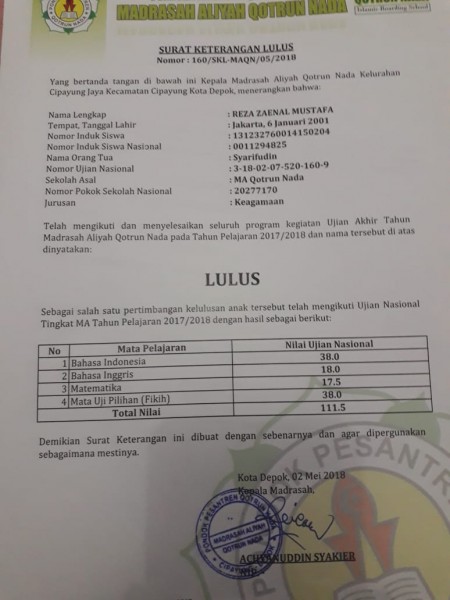 MADRASAH ALIYAH QOTRUN NADA
Islamic Boarding School
SURAT KETERANGAN LULUS
Nomor : 160/SKL-MAQN/05/2018
Yang bertanda tangan di bawah ini Kepala Madrasah Aliyah Qotrun Nada Kelurahan
Cipayung Jaya Kecamatan Cipayung Kota Depok, menerangkan bahwa:
Nama Lengkap : REZA ZAENAL MUSTAFA
Tempat, Tanggal Lahir : Jakarta, 6 Januari 2001
Nomor Induk Siswa : 131232760014150204
Nomor Induk Siswa Nasional : 0011294825
Nama Orang Tua : Syarifudin
Nomor Ujian Nasional : 3-18-02-07-520-160-9
Sekolah Asal : MA Qotrun Nada
Nomor Pokok Sekolah Nasional : 20277170
Jurusan : Keagamaan
Telah mengikuti dan menyelesaikan seluruh program kegiatan Ujian Akhir Tahun
Madrasah Aliyah Qotrun Nada pada Tahun Pelajaran 2017/2018 dan nama tersebut di atas
dinyatakan:
LULUS
Sebagai salah satu pertimbangan kelulusan anak tersebut telah mengikuti Ujian Nasional
Tingkat MA Tahun Pelajaran 2017/2018 dengan hasil sebagai berikut:
No Mata Pelajaran Nilai Ujian Nasional
1 Bahasa Indonesia 38.0
2 Bahasa Inggris 18.0
3 Matematika 17.5
4 Mata Uji Pilihan (Fikih) 38.0
Total Nilai 111.5
Demikian Surat Keterangan ini dibuat dengan sebenarnya dan agar dipergunakan
sebagaimana mestinya.
Kota Depok, 02 Mei 2018
Kepala Madrasah,
PONDOK PESANTREN QOTRUN NADA
MADRASAH ALIYAH
QOTRUN NADA
SYAKIER
NIP.
PONDOK PESANTREN